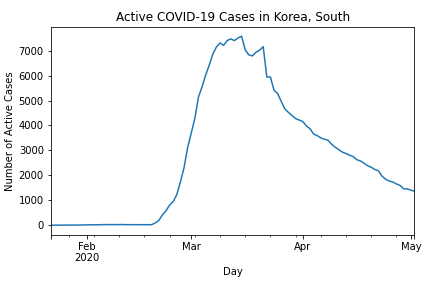 Active COVID-19 Cases in Korea, South
Number of Active Cases
7000
6000
5000
4000
3000
2000
1000
0
Feb
2020
Mar
Apr
May
Day